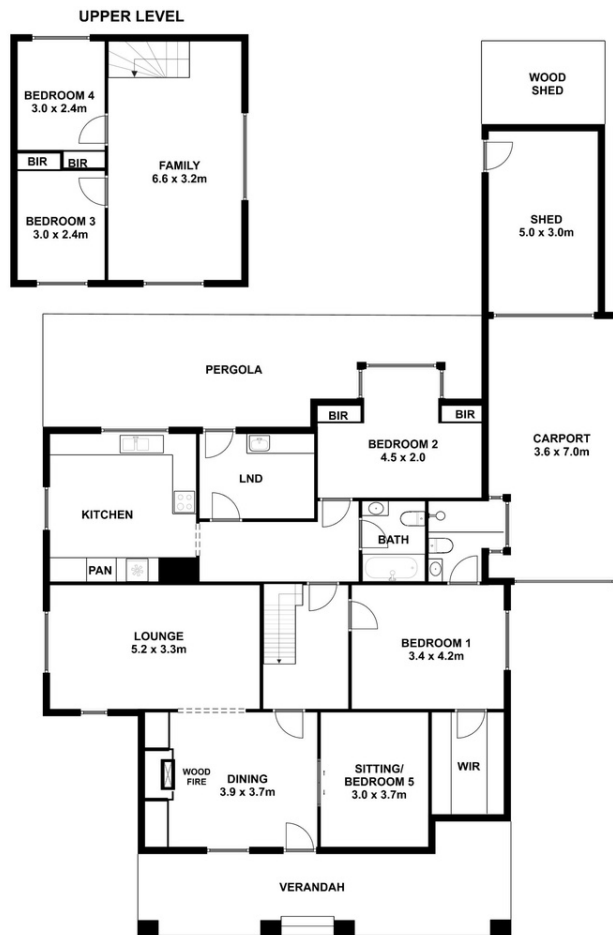 UPPER LEVEL
BEDROOM 4
3.0 x 2.4m
BIR
BIR
FAMILY
6.6 x 3.2m
BEDROOM 3
3.0 x 2.4m
WOOD
SHED
SHED
5.0 x 3.0m
PERGOLA
BIR
BIR
BEDROOM 2
4.5 x 2.0
CARPORT
3.6 x 7.0m
LND
KITCHEN
BATH
PAN
LOUNGE
5.2 x 3.3m
BEDROOM 1
3.4 x 4.2m
WOOD
FIRE
DINING
3.9 x 3.7m
SITTING/
BEDROOM 5
3.0 x 3.7m
WIR
VERANDAH